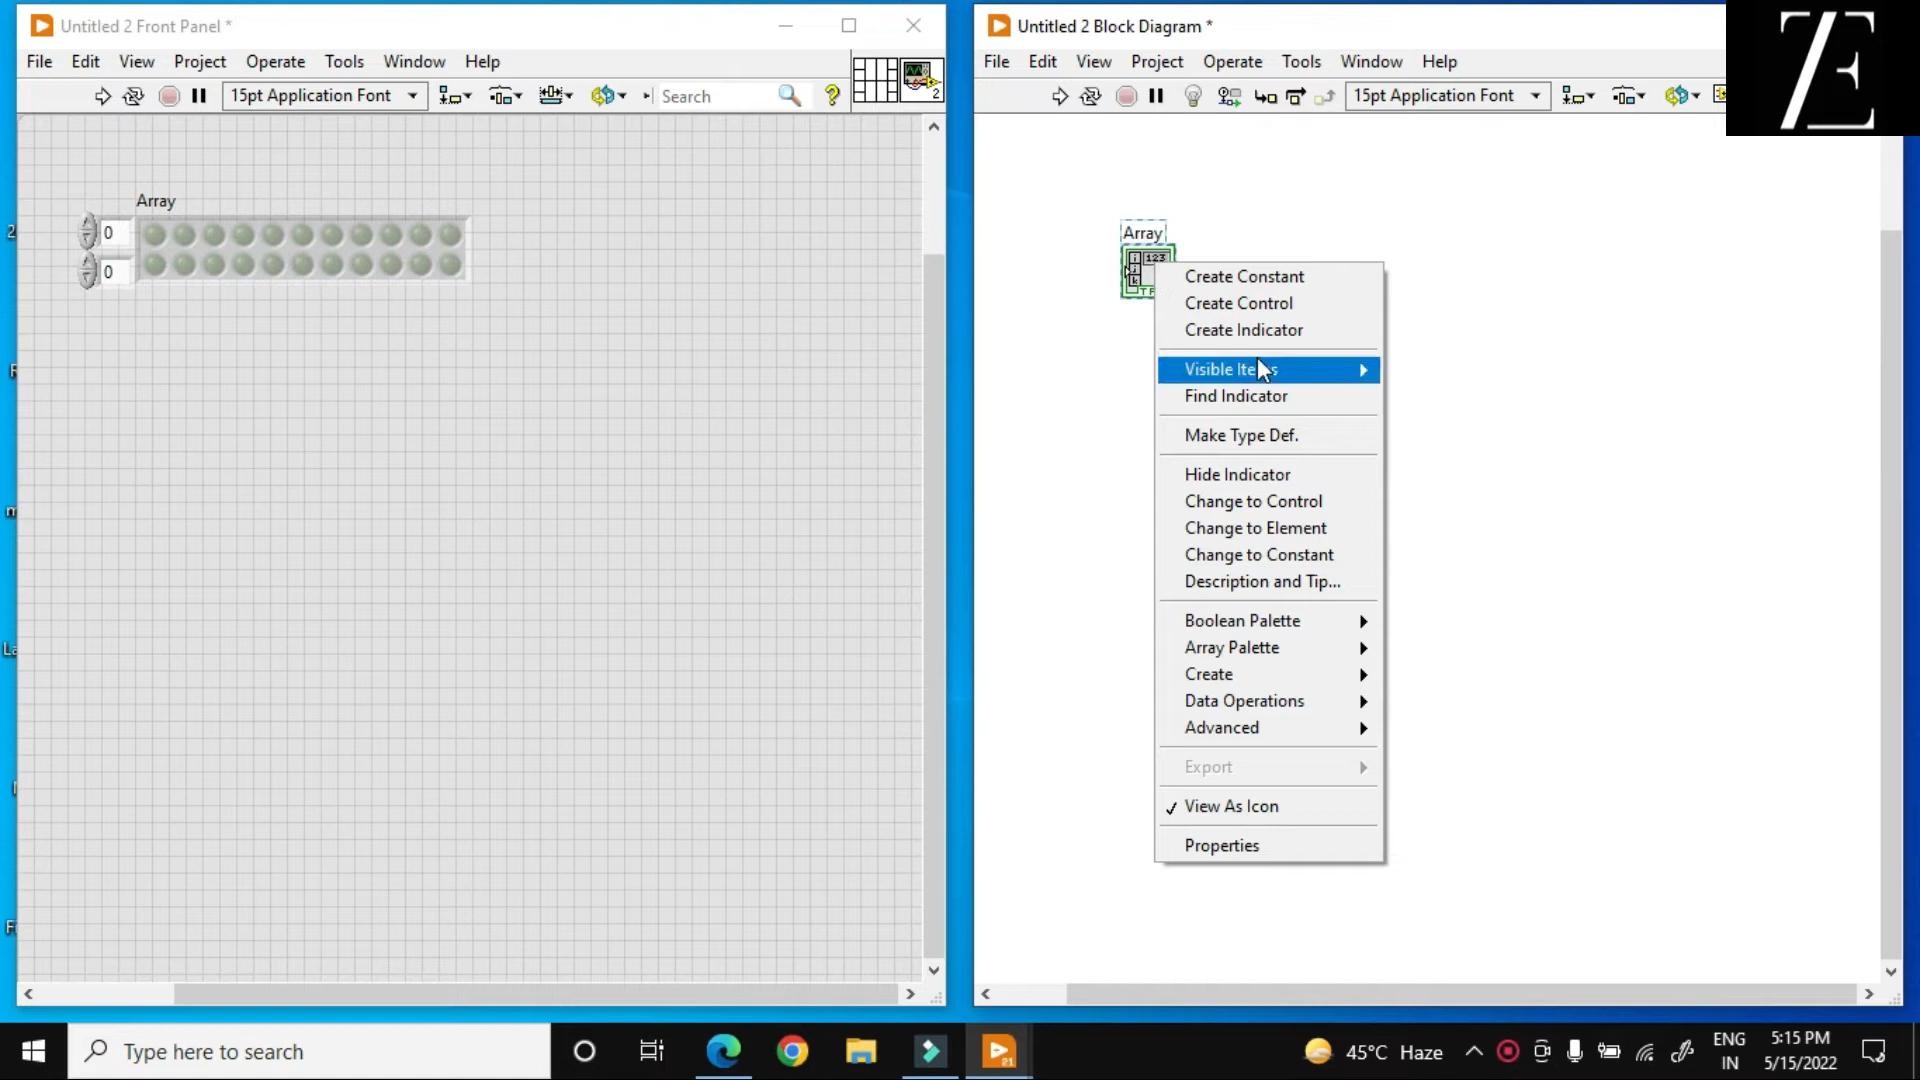 Untitled 2 Front Panel *
File Edit View Project Operate Tools Window Help
15pt Application Font
Search
2
Array
0
0
Untitled 2 Block Diagram *
File Edit View Project Operate Tools Window Help
15pt Application Font
Array
123
Create Constant
Create Control
Create Indicator
Visible Items
Find Indicator
Make Type Def.
Hide Indicator
Change to Control
Change to Element
Change to Constant
Description and Tip...
Boolean Palette
Array Palette
Create
Data Operations
Advanced
Export
View As Icon
Properties
Type here to search
21
45°C Haze
ENG
IN
5:15 PM
5/15/2022